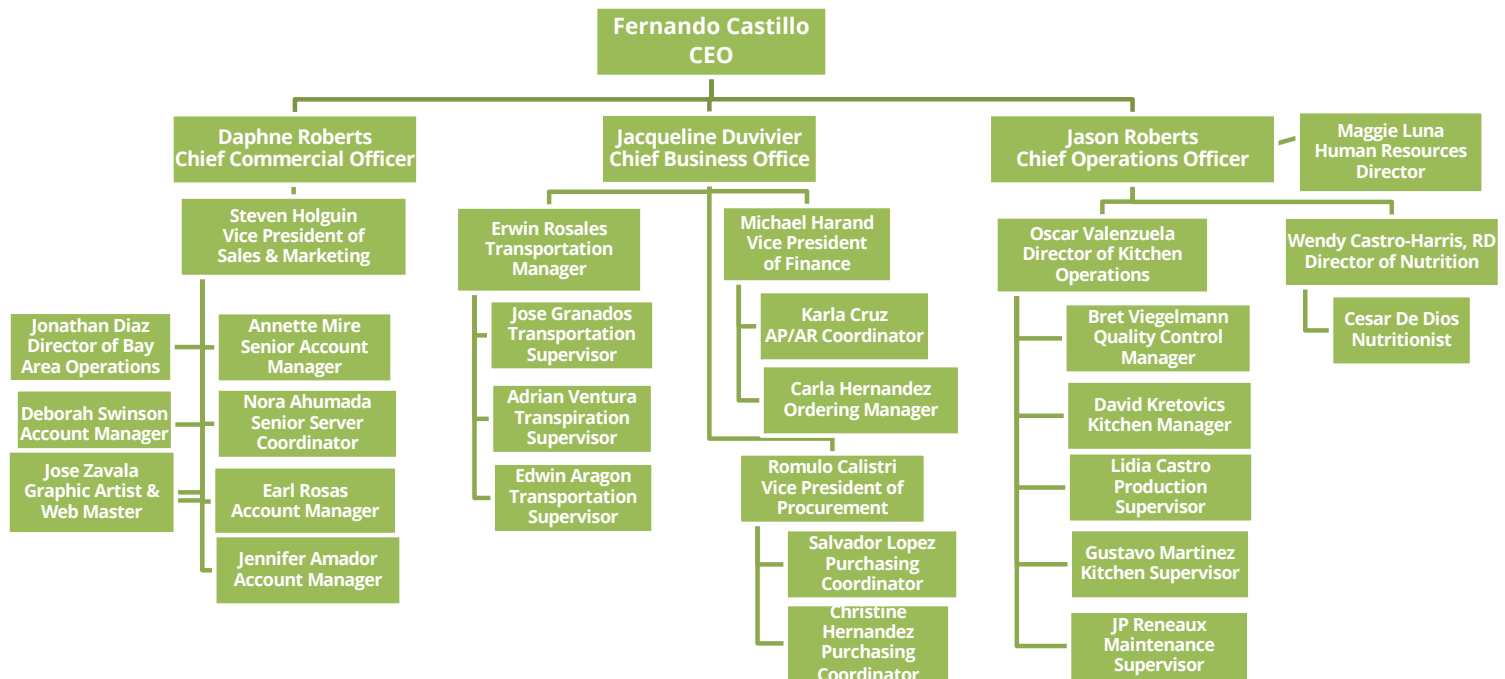 Fernando Castillo
CEO
Daphne Roberts
Chief Commercial Officer
Jacqueline Duvivier
Chief Business Office
Jason Roberts
Chief Operations Officer
Maggie Luna
Human Resources
Director
Steven Holguin
Vice President of
Sales & Marketing
Jonathan Diaz
Director of Bay
Area Operations
Annette Mire
Senior Account
Manager
Deborah Swinson
Account Manager
Nora Ahumada
Senior Server
Coordinator
Jose Zavala
Graphic Artist &
Web Master
Earl Rosas
Account Manager
Jennifer Amador
Account Manager
Erwin Rosales
Transportation
Manager
Jose Granados
Transportation
Supervisor
Adrian Ventura
Transpiration
Supervisor
Edwin Aragon
Transportation
Supervisor
Michael Harand
Vice President
of Finance
Karla Cruz
AP/AR Coordinator
Carla Hernandez
Ordering Manager
Romulo Calistri
Vice President of
Procurement
Salvador Lopez
Purchasing
Coordinator
Christine
Hernandez
Purchasing
Coordinator
Oscar Valenzuela
Director of Kitchen
Operations
Bret Viegelmann
Quality Control
Manager
David Kretovics
Kitchen Manager
Lidia Castro
Production
Supervisor
Gustavo Martinez
Kitchen Supervisor
JP Reneaux
Maintenance
Supervisor
Wendy Castro-Harris, RD
Director of Nutrition
Cesar De Dios
Nutritionist